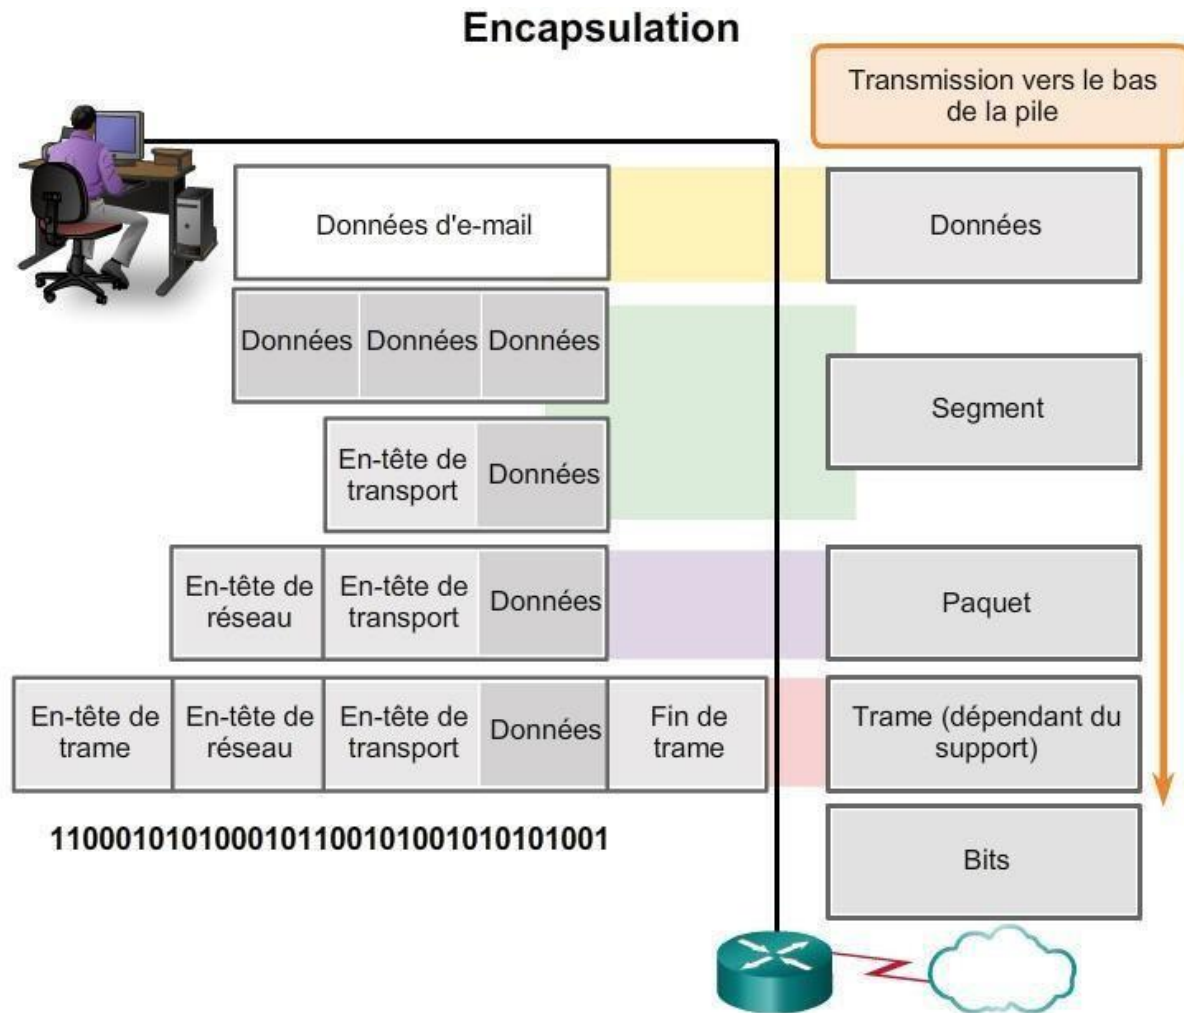 Encapsulation
Transmission vers le bas
de la pile
Données d'e-mail
Données
Données Données Données
Segment
En-tête de
transport
Données
En-tête de
réseau
En-tête de
transport
Données
Paquet
En-tête de
trame
En-tête de
réseau
En-tête de
transport
Données
Fin de
trame
Trame (dépendant du
support)
1100010101000101100101001010101001
Bits